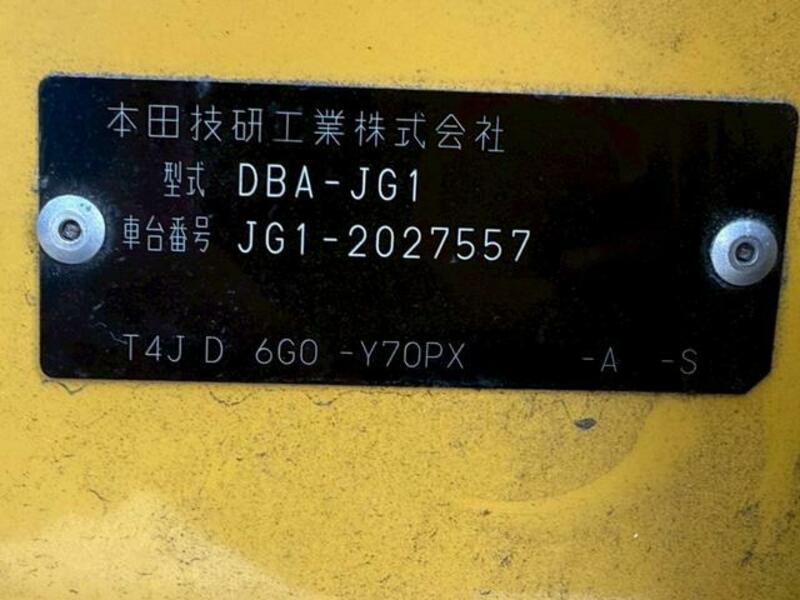 本田技研工業株式会社
型式 DBA-JG1
車台番号 JG1-2027557
T4J D 6G0 -Y70PX -A -S